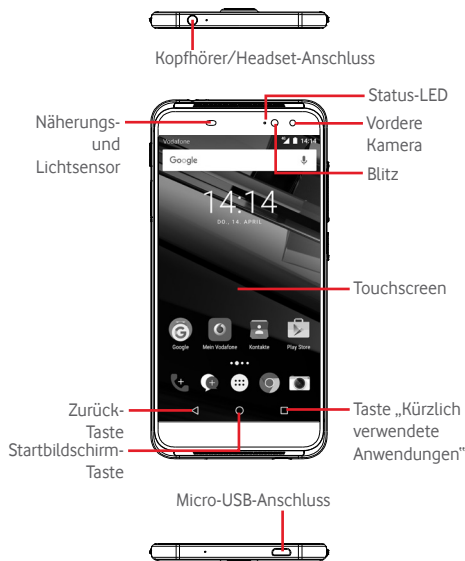 Kopfhörer/Headset-Anschluss
Status-LED
Näherungs-
und
Lichtsensor
Vordere
Kamera
Blitz
Vodafone
4G
14:14
Google
14:14
DO., 14. APRIL
Touchscreen
Google
Mein Vodafone
Kontakte
Play Store
Zurück-
Taste
Startbildschirm-
Taste
Taste „Kürzlich
verwendete
Anwendungen“
Micro-USB-Anschluss